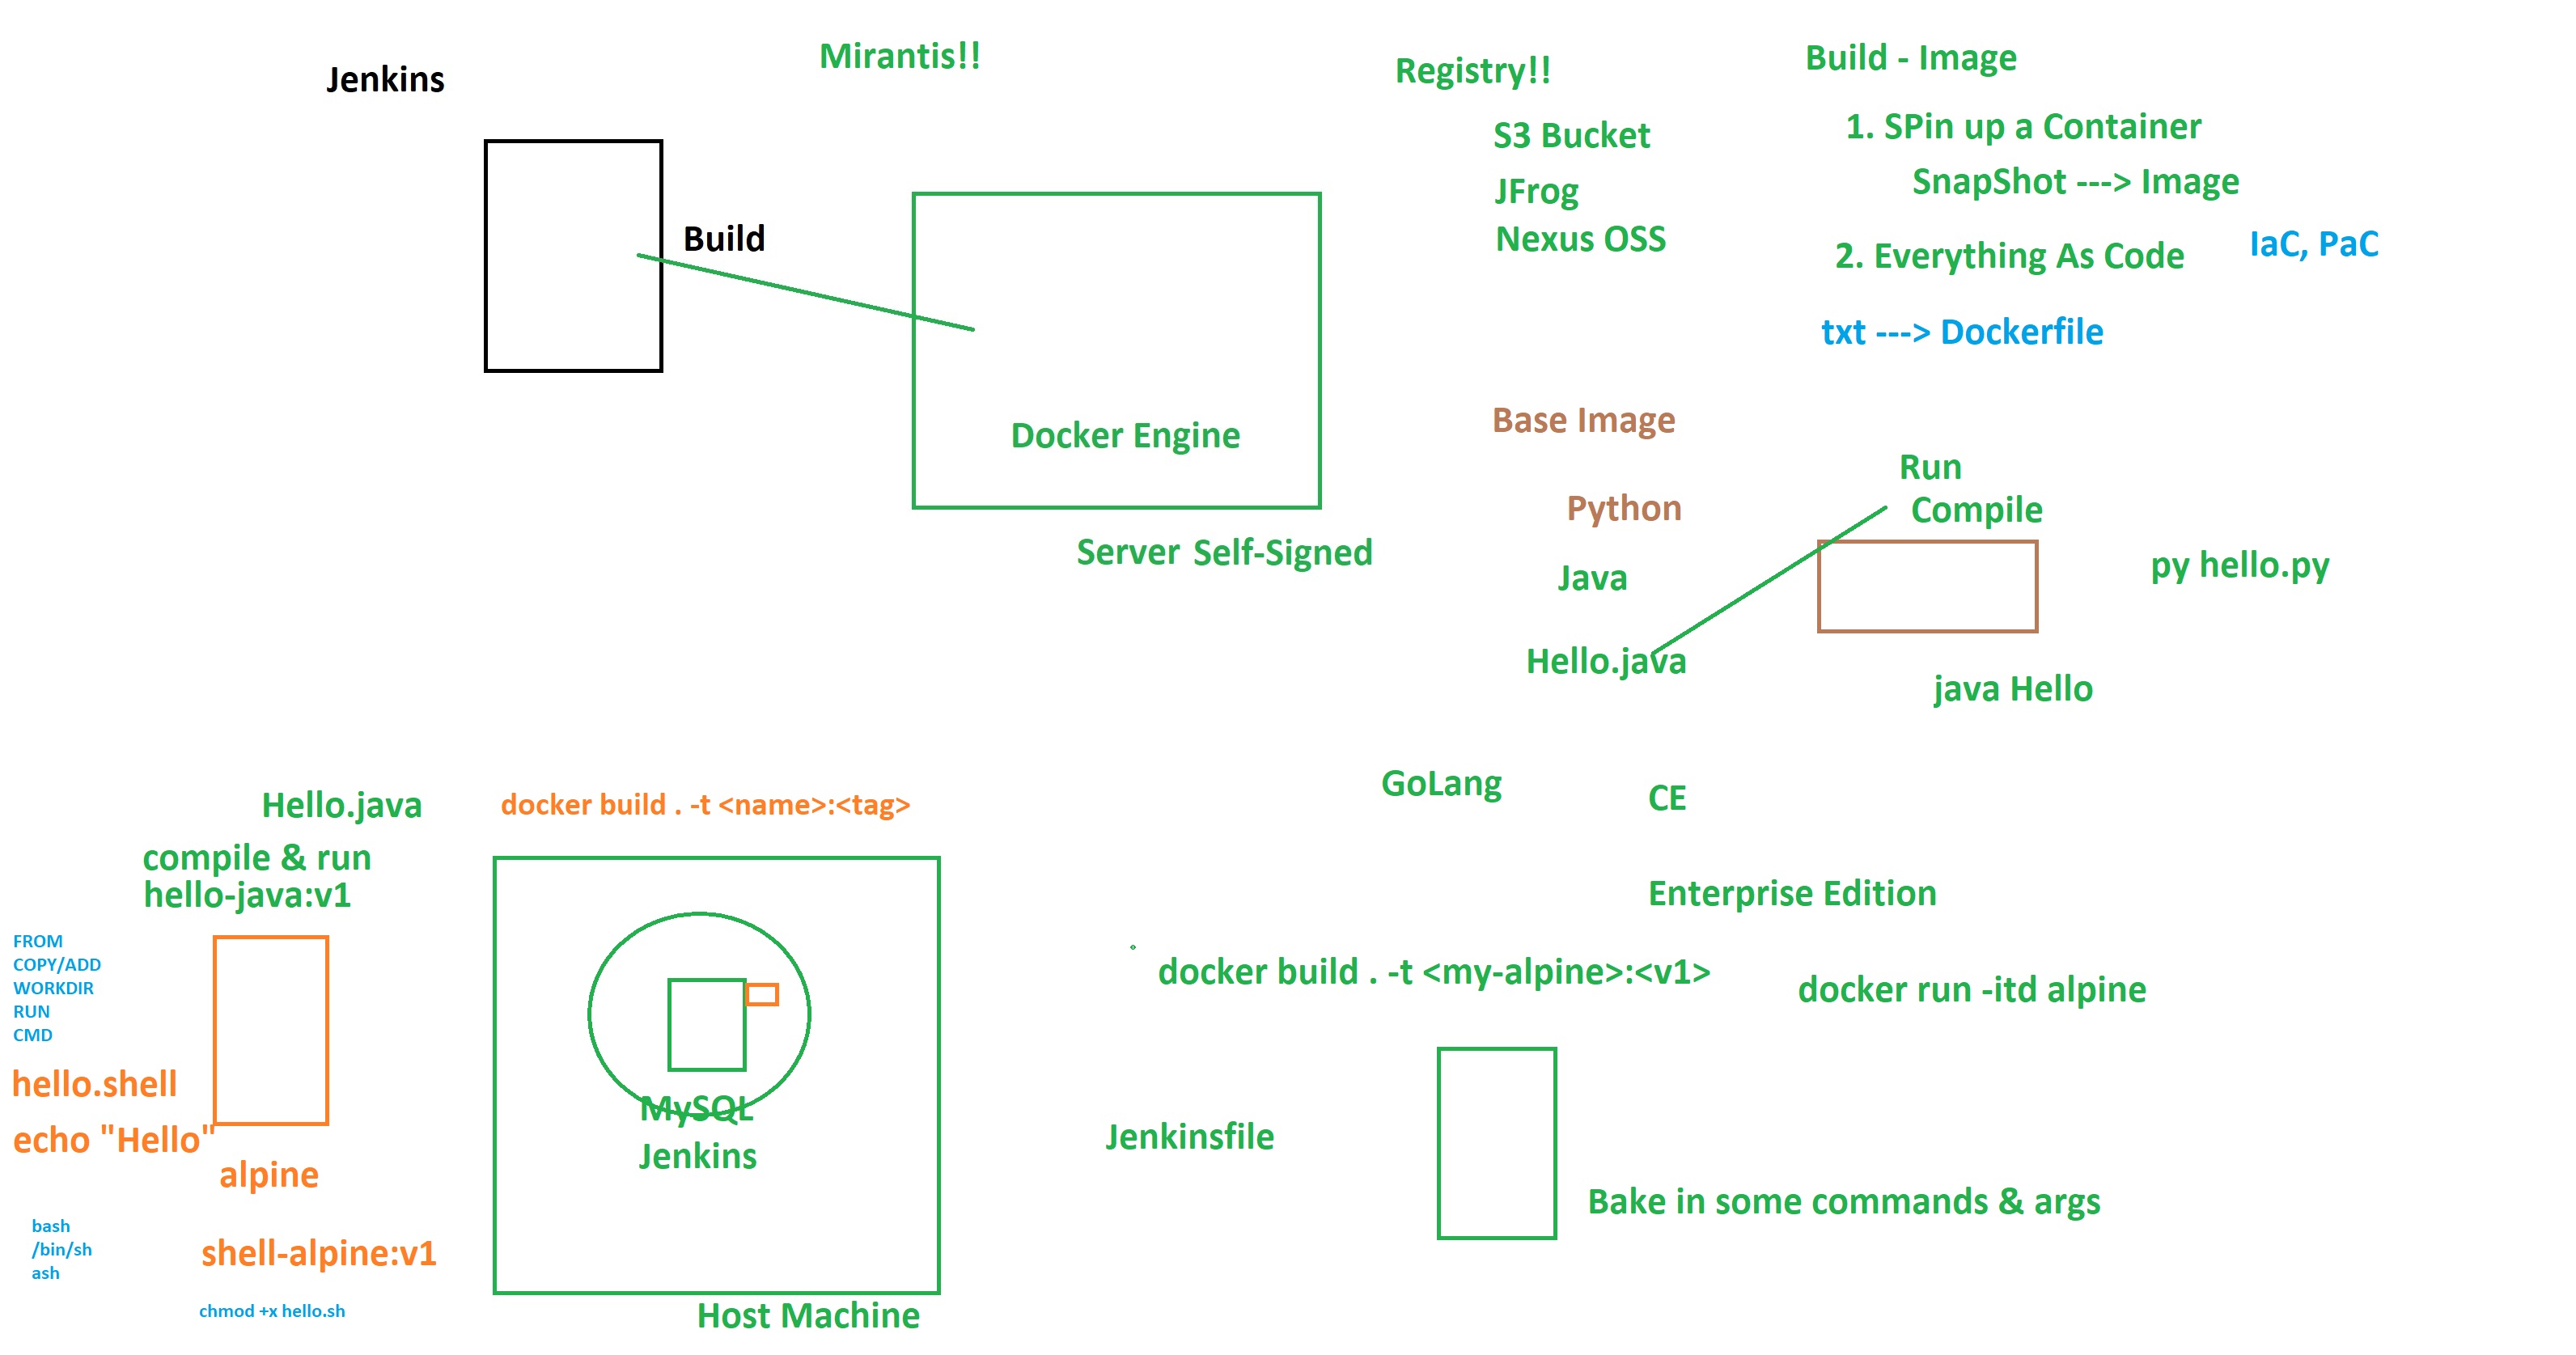 Jenkins
Mirantis!!
Build
Docker Engine
Server Self-Signed
Registry!!
S3 Bucket
JFrog
Nexus OSS
Build - Image
1. SPin up a Container
SnapShot ---> Image
2. Everything As Code
IaC, PaC
txt ---> Dockerfile
Base Image
Python
Java
Hello.java
Run
Compile
py hello.py
java Hello
Hello.java
compile & run
hello-java:v1
FROM
COPY/ADD
WORKDIR
RUN
CMD
hello.shell
echo "Hello"
alpine
bash
/bin/sh
ash
shell-alpine:v1
chmod +x hello.sh
docker build . -t <name>:<tag>
MySQL
Jenkins
Host Machine
GoLang
CE
Enterprise Edition
docker build . -t <my-alpine>:<v1>
docker run -itd alpine
Jenkinsfile
Bake in some commands & args